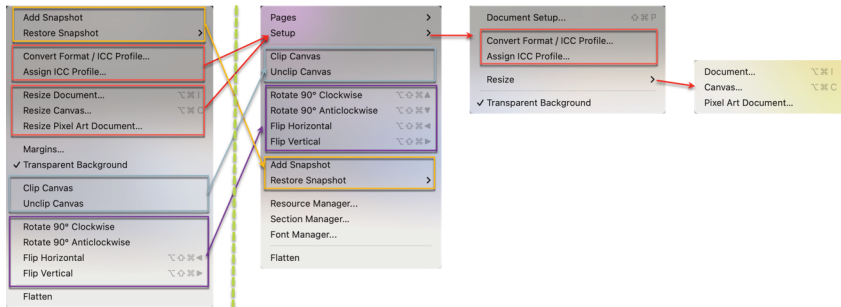 Add Snapshot
Restore Snapshot >
Convert Format / ICC Profile...
Assign ICC Profile...
Resize Document... ⌥⌘I
Resize Canvas... ⌥⌘C
Resize Pixel Art Document...
Margins...
✓ Transparent Background
Clip Canvas
Unclip Canvas
Rotate 90° Clockwise
Rotate 90° Anticlockwise
Flip Horizontal ⌥⇧⌘◀
Flip Vertical ⌥⇧⌘▶
Flatten
Pages >
Setup >
Clip Canvas
Unclip Canvas
Rotate 90° Clockwise ⌥⇧⌘▲
Rotate 90° Anticlockwise ⌥⇧⌘▼
Flip Horizontal ⌥⇧⌘◀
Flip Vertical ⌥⇧⌘▶
Add Snapshot
Restore Snapshot >
Resource Manager...
Section Manager...
Font Manager...
Flatten
Document Setup... ⇧⌘P
Convert Format / ICC Profile...
Assign ICC Profile...
Resize >
✓ Transparent Background
Document... ⌥⌘I
Canvas... ⌥⌘C
Pixel Art Document...